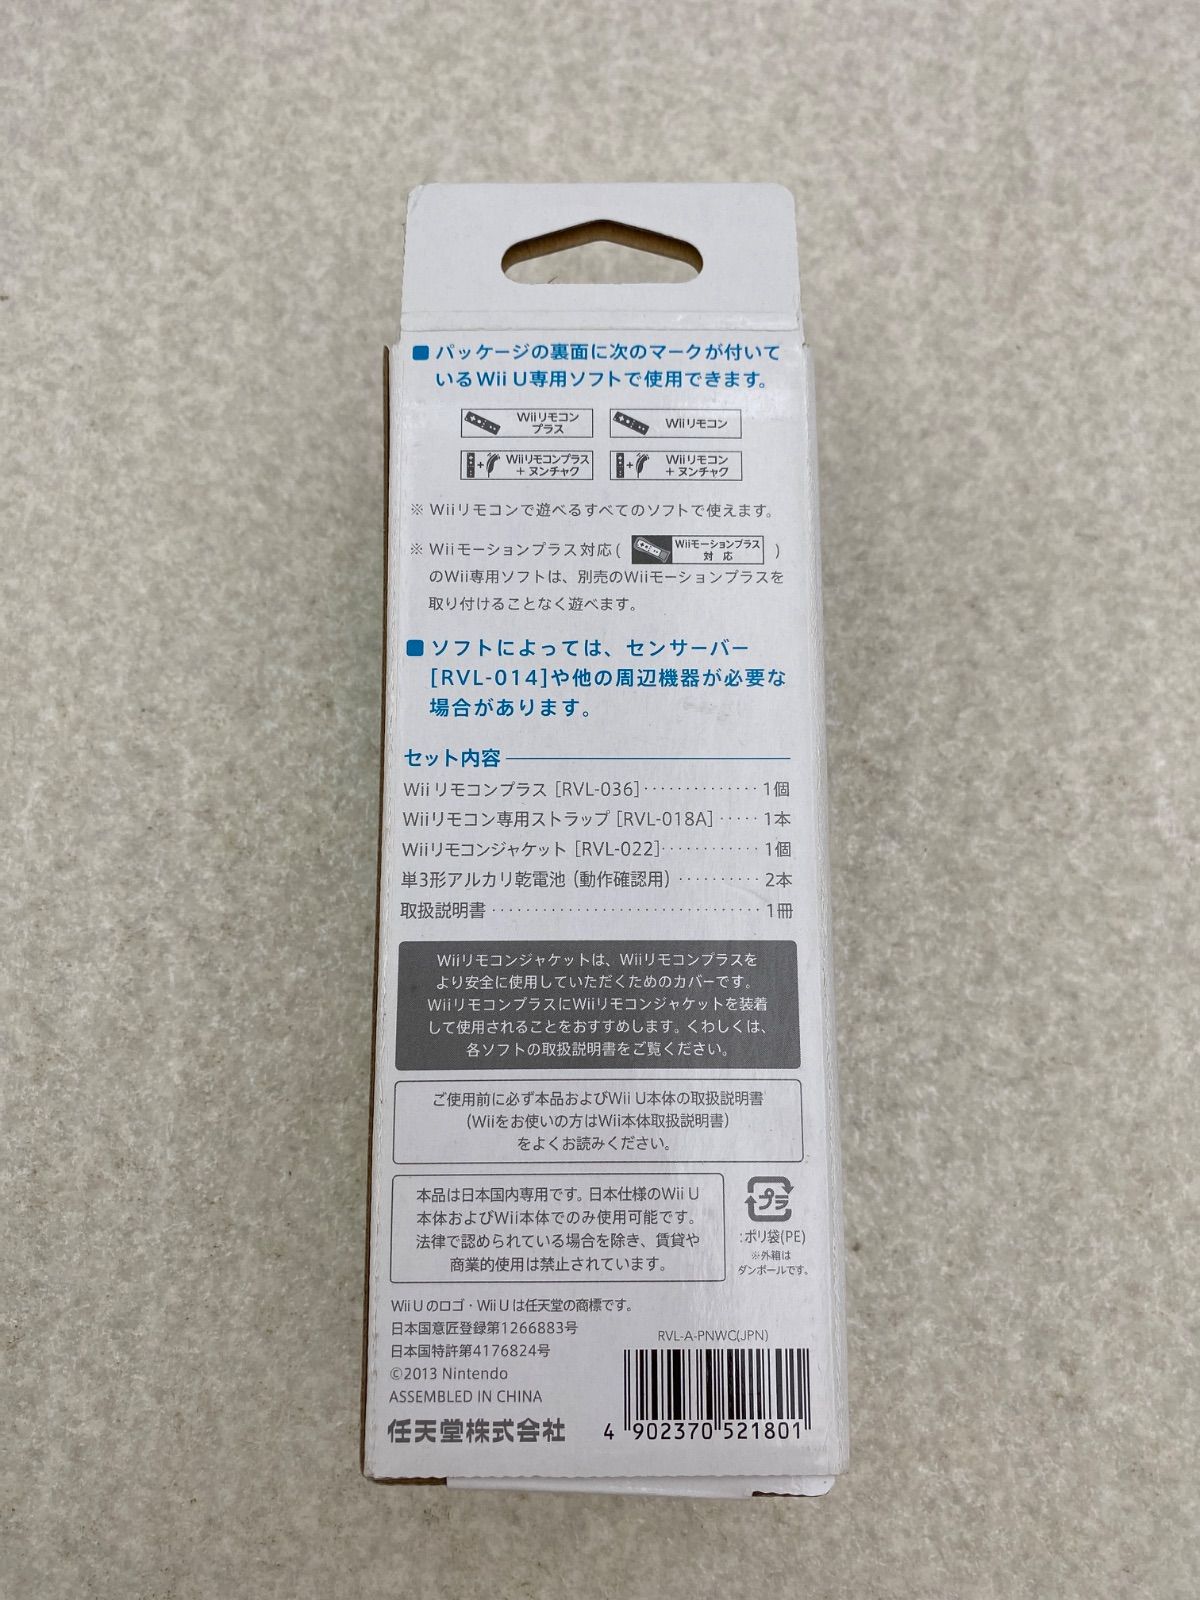 ■ パッケージの裏面に次のマークが付いて
いるWii U専用ソフトで使用できます。
Wiiリモコン
プラス
Wiiリモコン
+ Wiiリモコンプラス
+ ヌンチャク
+ Wiiリモコン
+ ヌンチャク
※ Wiiリモコンで遊べるすべてのソフトで使えます。
※ Wiiモーションプラス対応( Wiiモーションプラス
対 応 )
のWii専用ソフトは、別売のWiiモーションプラスを
取り付けることなく遊べます。
■ ソフトによっては、センサーバー
[RVL-014]や他の周辺機器が必要な
場合があります。
セット内容
Wii リモコンプラス [RVL-036]・・・・・・・・・・・・・・1個
Wiiリモコン専用ストラップ [RVL-018A]・・・・・1本
Wiiリモコンジャケット [RVL-022]・・・・・・・・・・・・1個
単3形アルカリ乾電池(動作確認用)・・・・・・・・・・2本
取扱説明書・・・・・・・・・・・・・・・・・・・・・・・・・・・・・・・・1冊
Wiiリモコンジャケットは、Wiiリモコンプラスを
より安全に使用していただくためのカバーです。
WiiリモコンプラスにWiiリモコンジャケットを装着
して使用されることをおすすめします。くわしくは、
各ソフトの取扱説明書をご覧ください。
ご使用前に必ず本品およびWii U本体の取扱説明書
(Wiiをお使いの方はWii本体取扱説明書)
をよくお読みください。
本品は日本国内専用です。日本仕様のWii U
本体およびWii本体でのみ使用可能です。
法律で認められている場合を除き、賃貸や
商業的使用は禁止されています。
プラ
:ポリ袋(PE)
※外箱は
ダンボールです。
Wii U のロゴ・Wii U は任天堂の商標です。
日本国意匠登録第1266883号
日本国特許第4176824号
©2013 Nintendo
ASSEMBLED IN CHINA
任天堂株式会社
RVL-A-PNWC(JPN)
4 902370 521801